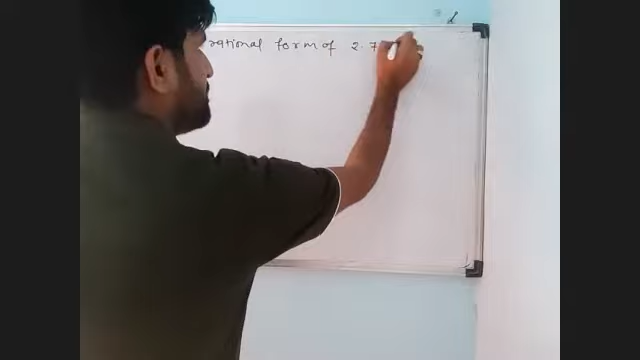 rational form of 2.7